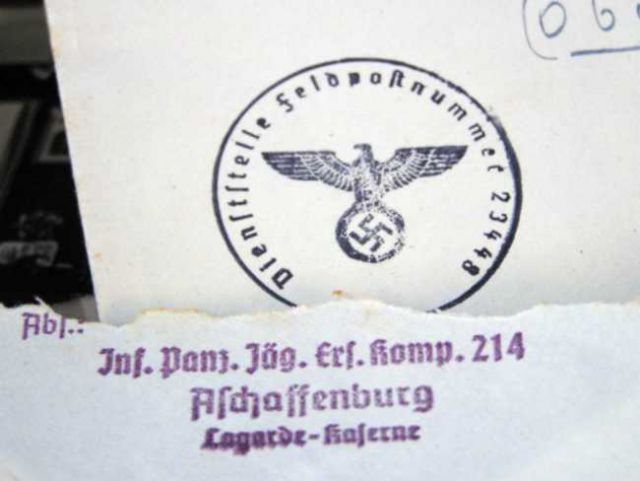 Dienststelle Feldpostnummer 23448
Abs.:
Inf. Panz. Jäg. Ers. Komp. 214
Aschaffenburg
Lagarde-Kaserne